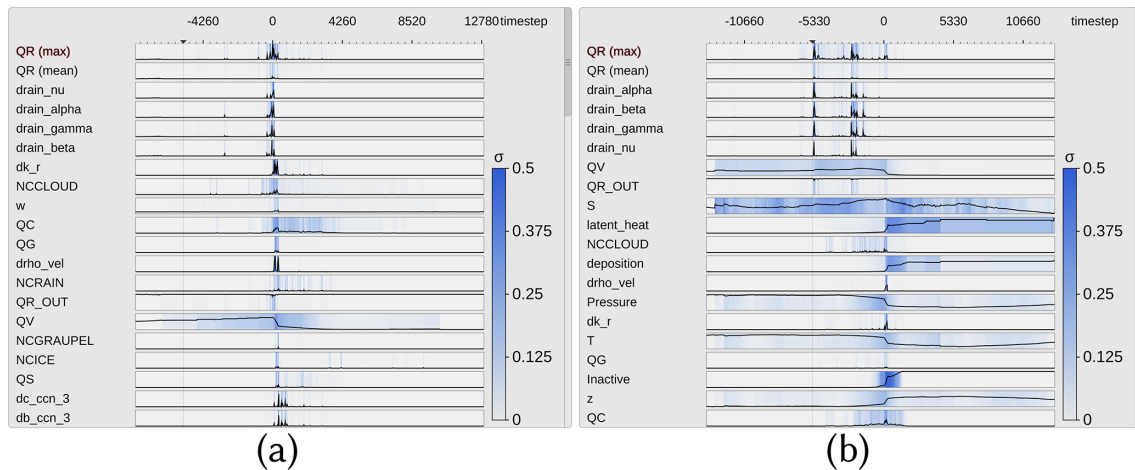 -4260 0 4260 8520 12780 timestep
QR (max)
QR (mean)
drain_nu
drain_alpha
drain_gamma
drain_beta
dk_r
NCCLOUD
w
QC
QG
drho_vel
NCRAIN
QR_OUT
QV
NCGRAUPEL
NCICE
QS
dc_ccn_3
db_ccn_3
σ
0.5
0.375
0.25
0.125
0
(a)
-10660 -5330 0 5330 10660 timestep
QR (max)
QR (mean)
drain_alpha
drain_beta
drain_gamma
drain_nu
QV
QR_OUT
S
latent_heat
NCCLOUD
deposition
drho_vel
Pressure
dk_r
T
QG
Inactive
z
QC
σ
0.5
0.375
0.25
0.125
0
(b)